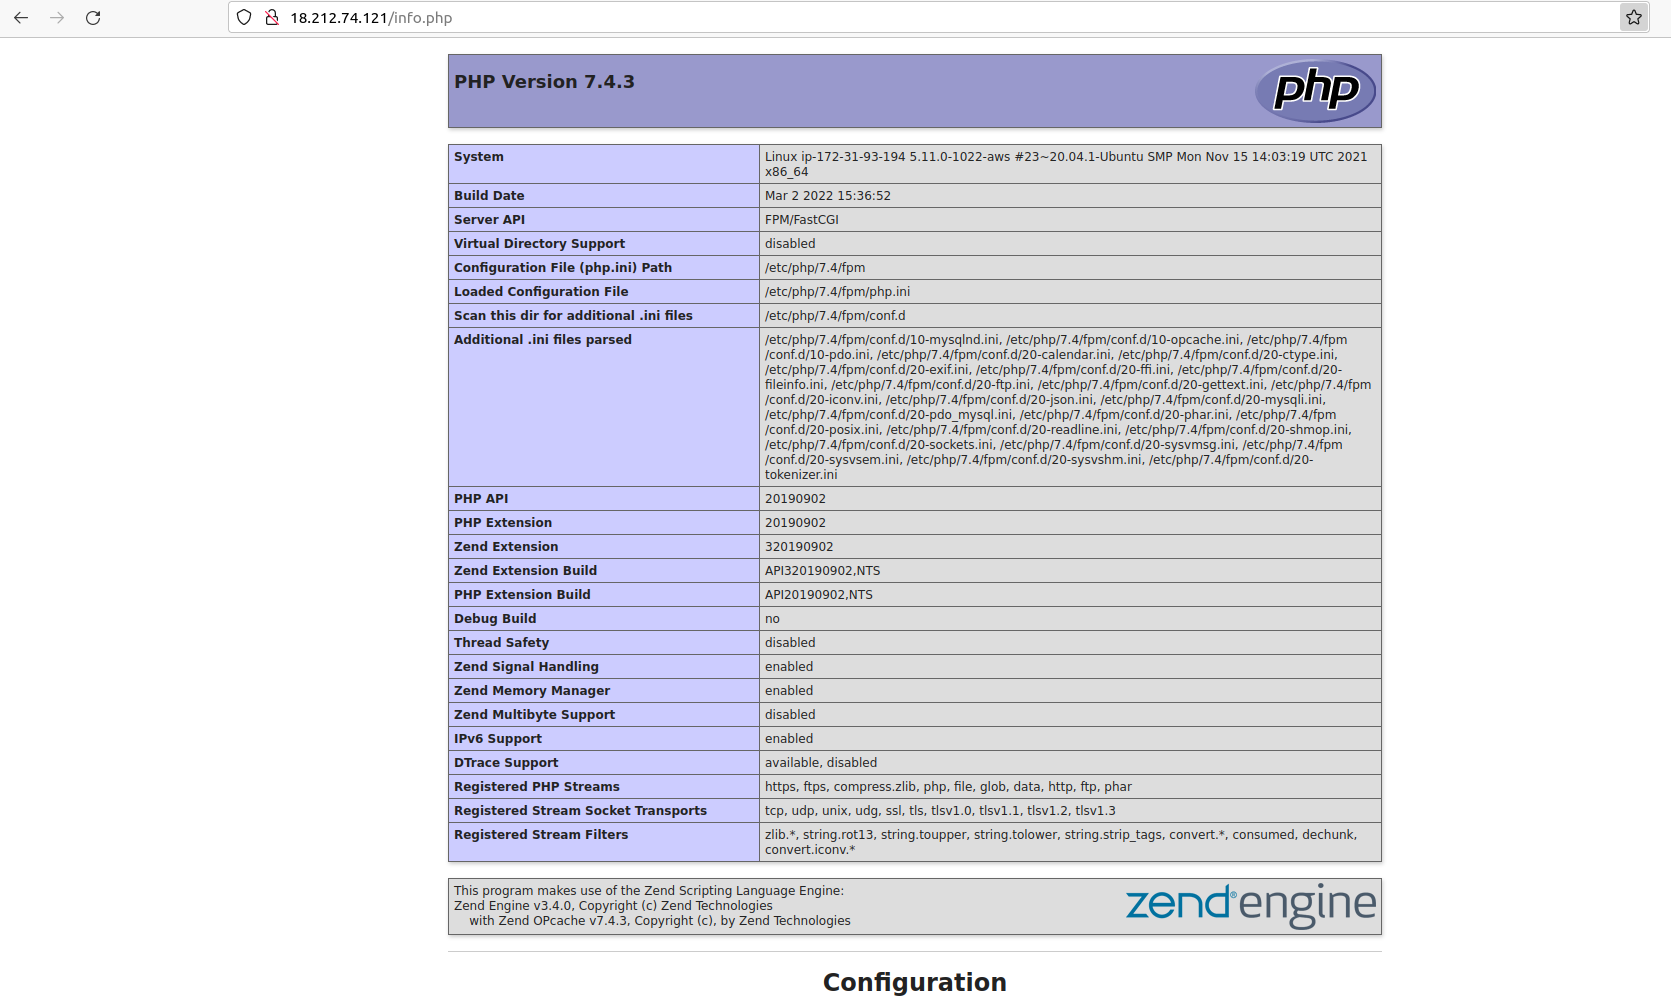 18.212.74.121/info.php
PHP Version 7.4.3
php
System
Linux ip-172-31-93-194 5.11.0-1022-aws #23~20.04.1-Ubuntu SMP Mon Nov 15 14:03:19 UTC 2021
x86_64
Build Date
Mar 2 2022 15:36:52
Server API
FPM/FastCGI
Virtual Directory Support
disabled
Configuration File (php.ini) Path
/etc/php/7.4/fpm
Loaded Configuration File
/etc/php/7.4/fpm/php.ini
Scan this dir for additional .ini files
/etc/php/7.4/fpm/conf.d
Additional .ini files parsed
/etc/php/7.4/fpm/conf.d/10-mysqlnd.ini, /etc/php/7.4/fpm/conf.d/10-opcache.ini, /etc/php/7.4/fpm
/conf.d/10-pdo.ini, /etc/php/7.4/fpm/conf.d/20-calendar.ini, /etc/php/7.4/fpm/conf.d/20-ctype.ini,
/etc/php/7.4/fpm/conf.d/20-exif.ini, /etc/php/7.4/fpm/conf.d/20-ffi.ini, /etc/php/7.4/fpm/conf.d/20-
fileinfo.ini, /etc/php/7.4/fpm/conf.d/20-ftp.ini, /etc/php/7.4/fpm/conf.d/20-gettext.ini, /etc/php/7.4/fpm
/conf.d/20-iconv.ini, /etc/php/7.4/fpm/conf.d/20-json.ini, /etc/php/7.4/fpm/conf.d/20-mysqli.ini,
/etc/php/7.4/fpm/conf.d/20-pdo_mysql.ini, /etc/php/7.4/fpm/conf.d/20-phar.ini, /etc/php/7.4/fpm
/conf.d/20-posix.ini, /etc/php/7.4/fpm/conf.d/20-readline.ini, /etc/php/7.4/fpm/conf.d/20-shmop.ini,
/etc/php/7.4/fpm/conf.d/20-sockets.ini, /etc/php/7.4/fpm/conf.d/20-sysvmsg.ini, /etc/php/7.4/fpm
/conf.d/20-sysvsem.ini, /etc/php/7.4/fpm/conf.d/20-sysvshm.ini, /etc/php/7.4/fpm/conf.d/20-
tokenizer.ini
PHP API
20190902
PHP Extension
20190902
Zend Extension
320190902
Zend Extension Build
API320190902,NTS
PHP Extension Build
API20190902,NTS
Debug Build
no
Thread Safety
disabled
Zend Signal Handling
enabled
Zend Memory Manager
enabled
Zend Multibyte Support
disabled
IPv6 Support
enabled
DTrace Support
available, disabled
Registered PHP Streams
https, ftps, compress.zlib, php, file, glob, data, http, ftp, phar
Registered Stream Socket Transports
tcp, udp, unix, udg, ssl, tls, tlsv1.0, tlsv1.1, tlsv1.2, tlsv1.3
Registered Stream Filters
zlib.*, string.rot13, string.toupper, string.tolower, string.strip_tags, convert.*, consumed, dechunk,
convert.iconv.*
This program makes use of the Zend Scripting Language Engine:
Zend Engine v3.4.0, Copyright (c) Zend Technologies
with Zend OPcache v7.4.3, Copyright (c), by Zend Technologies
zend®engine
Configuration